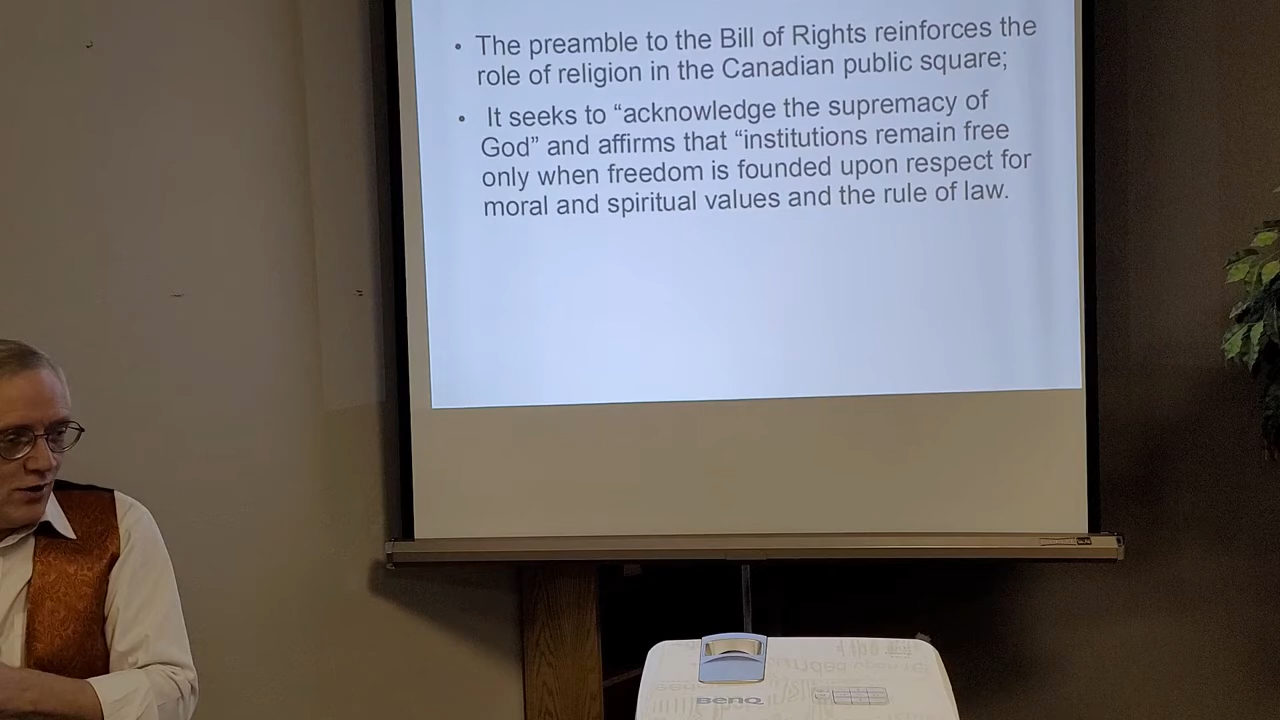 • The preamble to the Bill of Rights reinforces the
role of religion in the Canadian public square;
• It seeks to “acknowledge the supremacy of
God” and affirms that “institutions remain free
only when freedom is founded upon respect for
moral and spiritual values and the rule of law.
BenQ